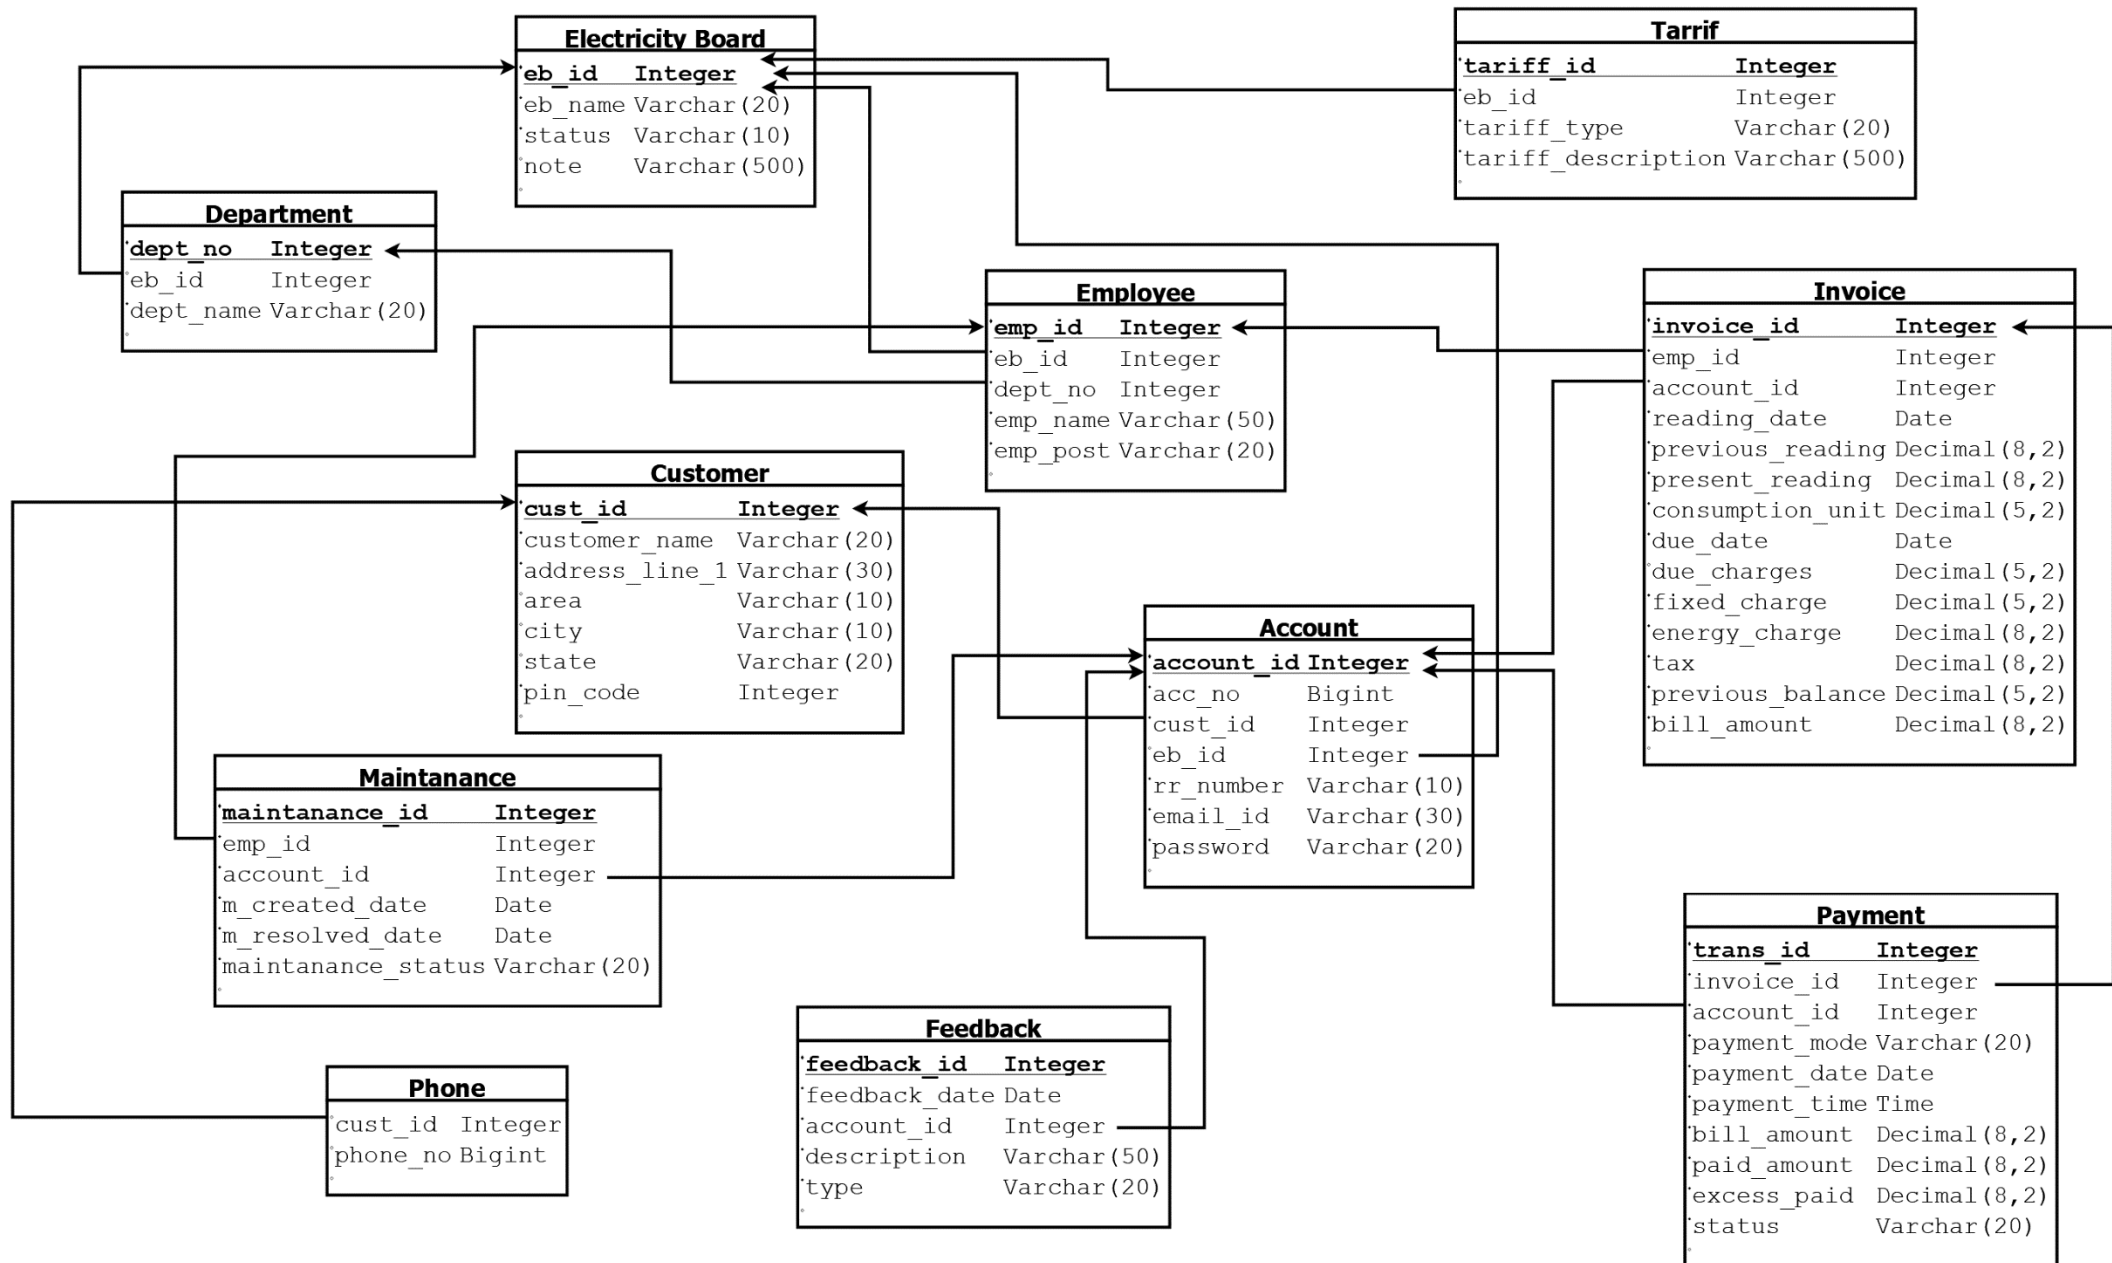 Electricity Board
eb_id Integer
eb_name Varchar(20)
status Varchar(10)
note Varchar(500)
Tarrif
tariff_id Integer
eb_id Integer
tariff_type Varchar(20)
tariff_description Varchar(500)
Department
dept_no Integer
eb_id Integer
dept_name Varchar(20)
Employee
emp_id Integer
eb_id Integer
dept_no Integer
emp_name Varchar(50)
emp_post Varchar(20)
Invoice
invoice_id Integer
emp_id Integer
account_id Integer
reading_date Date
previous_reading Decimal(8,2)
present_reading Decimal(8,2)
consumption_unit Decimal(5,2)
due_date Date
due_charges Decimal(5,2)
fixed_charge Decimal(5,2)
energy_charge Decimal(8,2)
tax Decimal(8,2)
previous_balance Decimal(5,2)
bill_amount Decimal(8,2)
Customer
cust_id Integer
customer_name Varchar(20)
address_line_1 Varchar(30)
area Varchar(10)
city Varchar(10)
state Varchar(20)
pin_code Integer
Account
account_id Integer
acc_no Bigint
cust_id Integer
eb_id Integer
rr_number Varchar(10)
email_id Varchar(30)
password Varchar(20)
Maintanance
maintanance_id Integer
emp_id Integer
account_id Integer
m_created_date Date
m_resolved_date Date
maintanance_status Varchar(20)
Payment
trans_id Integer
invoice_id Integer
account_id Integer
payment_mode Varchar(20)
payment_date Date
payment_time Time
bill_amount Decimal(8,2)
paid_amount Decimal(8,2)
excess_paid Decimal(8,2)
status Varchar(20)
Feedback
feedback_id Integer
feedback_date Date
account_id Integer
description Varchar(50)
type Varchar(20)
Phone
cust_id Integer
phone_no Bigint